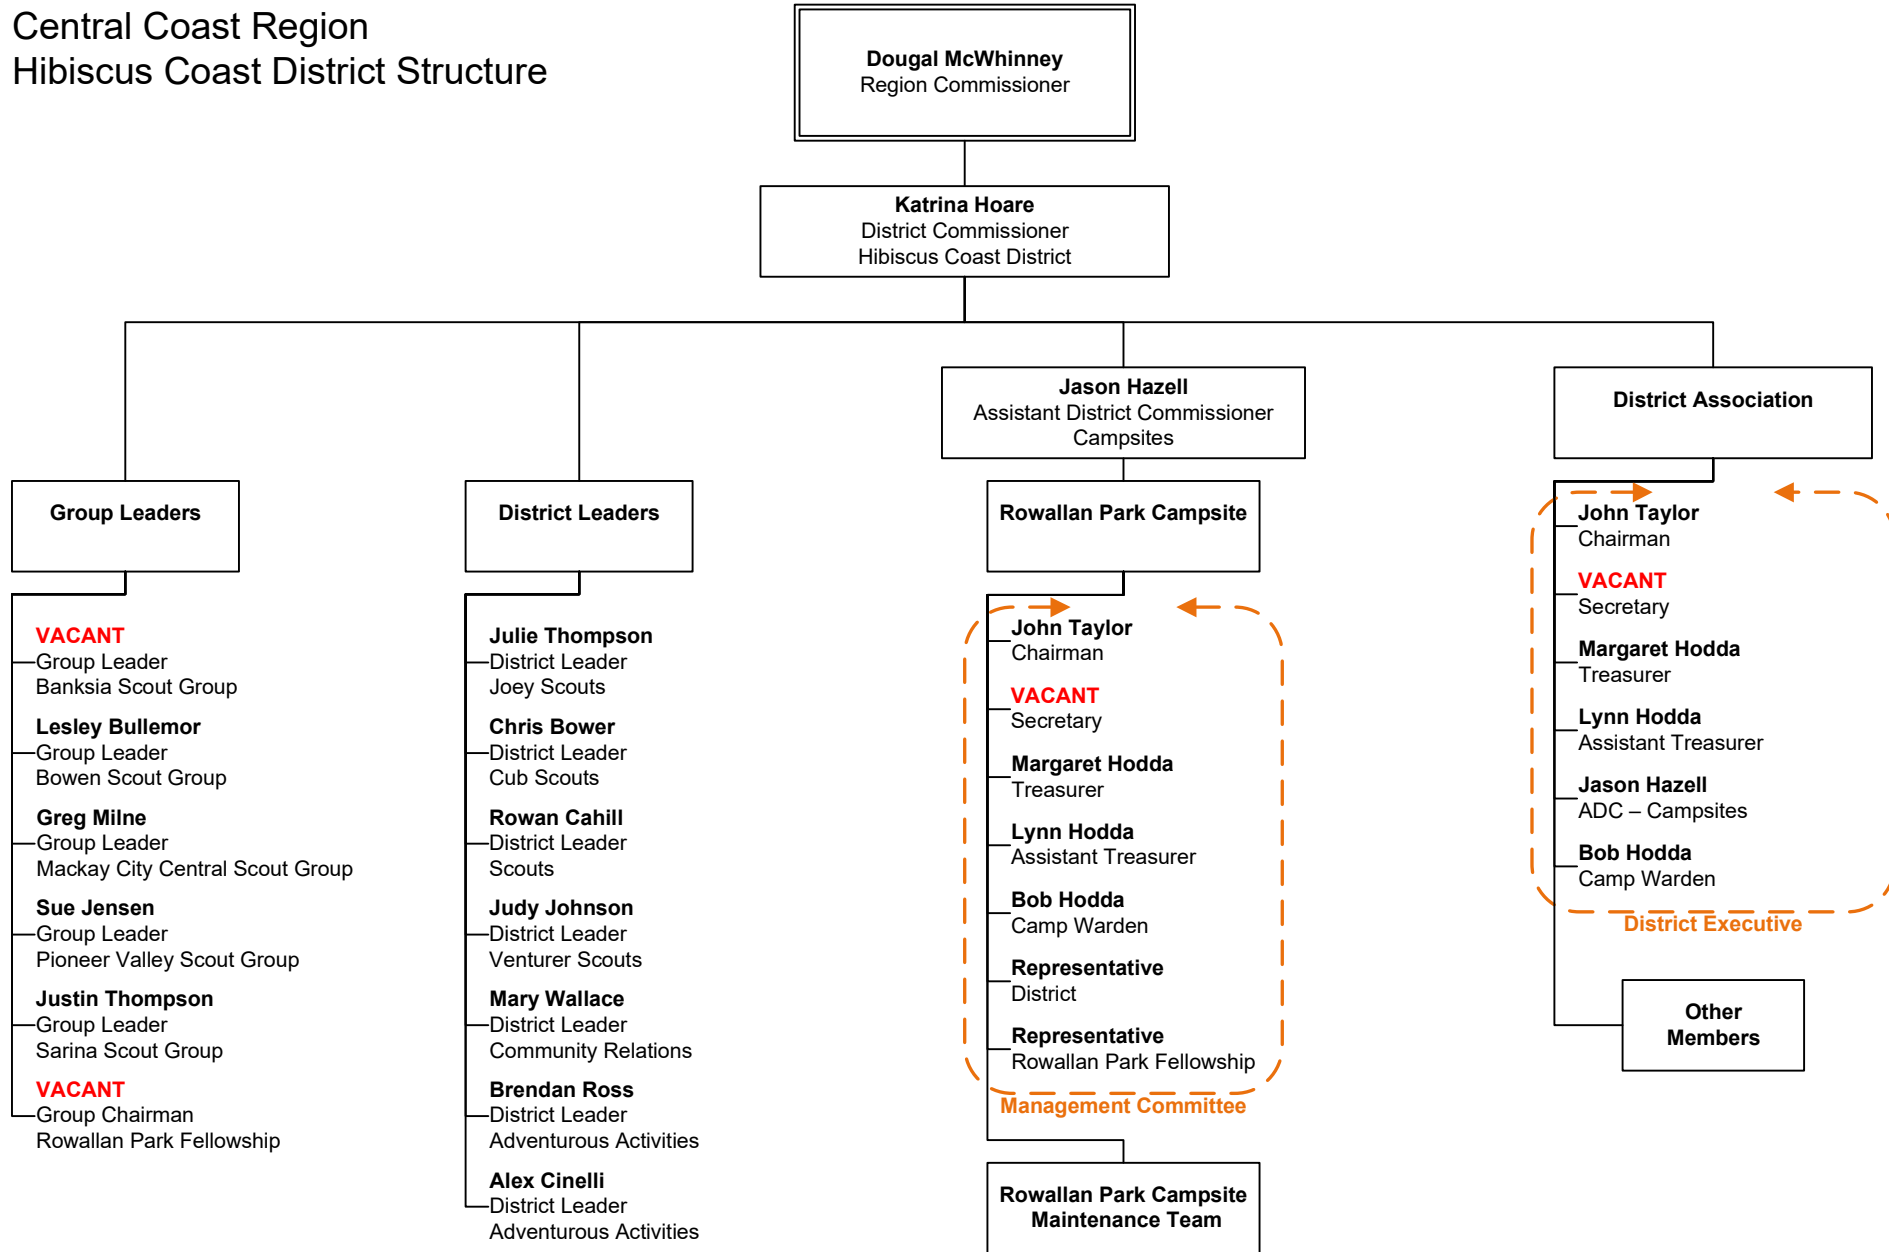 Central Coast Region
Hibiscus Coast District Structure
Dougal McWhinney
Region Commissioner
Katrina Hoare
District Commissioner
Hibiscus Coast District
Group Leaders
VACANT
Group Leader
Banksia Scout Group
Lesley Bullemor
Group Leader
Bowen Scout Group
Greg Milne
Group Leader
Mackay City Central Scout Group
Sue Jensen
Group Leader
Pioneer Valley Scout Group
Justin Thompson
Group Leader
Sarina Scout Group
VACANT
Group Chairman
Rowallan Park Fellowship
District Leaders
Julie Thompson
District Leader
Joey Scouts
Chris Bower
District Leader
Cub Scouts
Rowan Cahill
District Leader
Scouts
Judy Johnson
District Leader
Venturer Scouts
Mary Wallace
District Leader
Community Relations
Brendan Ross
District Leader
Adventurous Activities
Alex Cinelli
District Leader
Adventurous Activities
Jason Hazell
Assistant District Commissioner
Campsites
Rowallan Park Campsite
John Taylor
Chairman
VACANT
Secretary
Margaret Hodda
Treasurer
Lynn Hodda
Assistant Treasurer
Bob Hodda
Camp Warden
Representative
District
Representative
Rowallan Park Fellowship
Management Committee
Rowallan Park Campsite
Maintenance Team
District Association
John Taylor
Chairman
VACANT
Secretary
Margaret Hodda
Treasurer
Lynn Hodda
Assistant Treasurer
Jason Hazell
ADC – Campsites
Bob Hodda
Camp Warden
District Executive
Other
Members